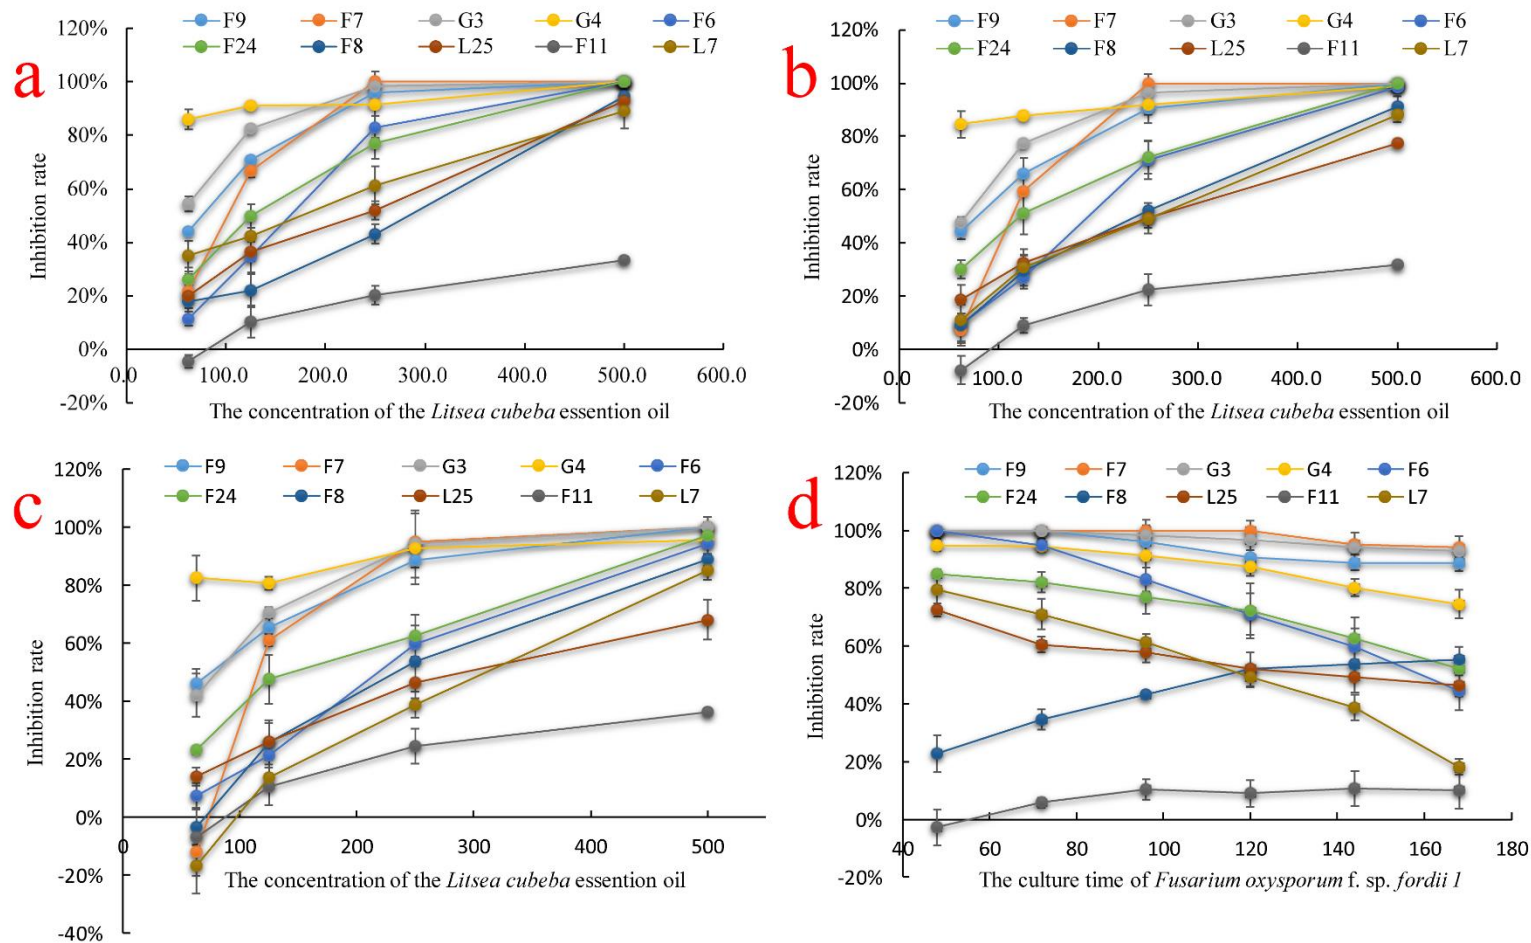 a
F9 F7 G3 G4 F6
F24 F8 L25 F11 L7
120%
100%
80%
60%
40%
20%
0%
-20%
Inhibition rate
0.0 100.0 200.0 300.0 400.0 500.0 600.0
The concentration of the Litsea cubeba essention oil
b
F9 F7 G3 G4 F6
F24 F8 L25 F11 L7
120%
100%
80%
60%
40%
20%
0%
-20%
Inhibition rate
0.0 100.0 200.0 300.0 400.0 500.0 600.0
The concentration of the Litsea cubeba essention oil
c
F9 F7 G3 G4 F6
F24 F8 L25 F11 L7
120%
100%
80%
60%
40%
20%
0%
-20%
-40%
Inhibition rate
0 100 200 300 400 500
The concentration of the Litsea cubeba essention oil
d
F9 F7 G3 G4 F6
F24 F8 L25 F11 L7
120%
100%
80%
60%
40%
20%
0%
-20%
Inhibition rate
40 60 80 100 120 140 160 180
The culture time of Fusarium oxysporum f. sp. fordii 1